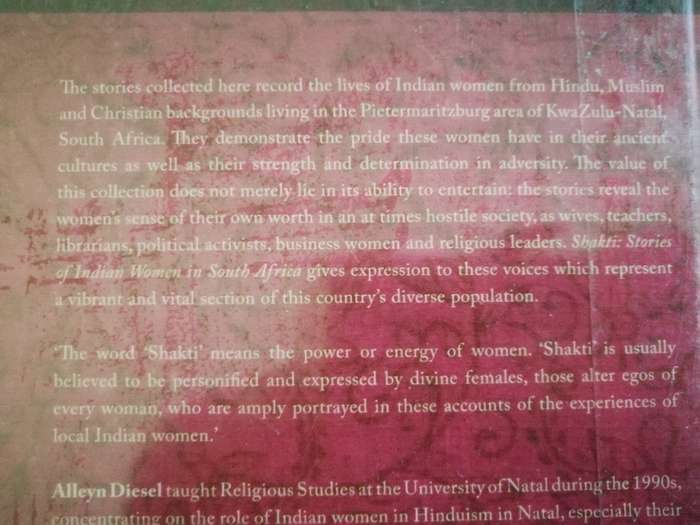 The stories collected here record the lives of Indian women from Hindu, Muslim
and Christian backgrounds living in the Pietermaritzburg area of KwaZulu-Natal,
South Africa. They demonstrate the pride these women have in their ancient
cultures as well as their strength and determination in adversity. The value of
this collection does not merely lie in its ability to entertain: the stories reveal the
women's sense of their own worth in an at times hostile society, as wives, teachers,
librarians, political activists, business women and religious leaders. Shakti: Stories
of Indian Women in South Africa gives expression to these voices which represent
a vibrant and vital section of this country's diverse population.
'The word 'Shakti' means the power or energy of women. 'Shakti' is usually
believed to be personified and expressed by divine females, those alter egos of
every woman, who are amply portrayed in these accounts of the experiences of
local Indian women.'
Alleyn Diesel taught Religious Studies at the University of Natal during the 1990s,
concentrating on the role of Indian women in Hinduism in Natal, especially their